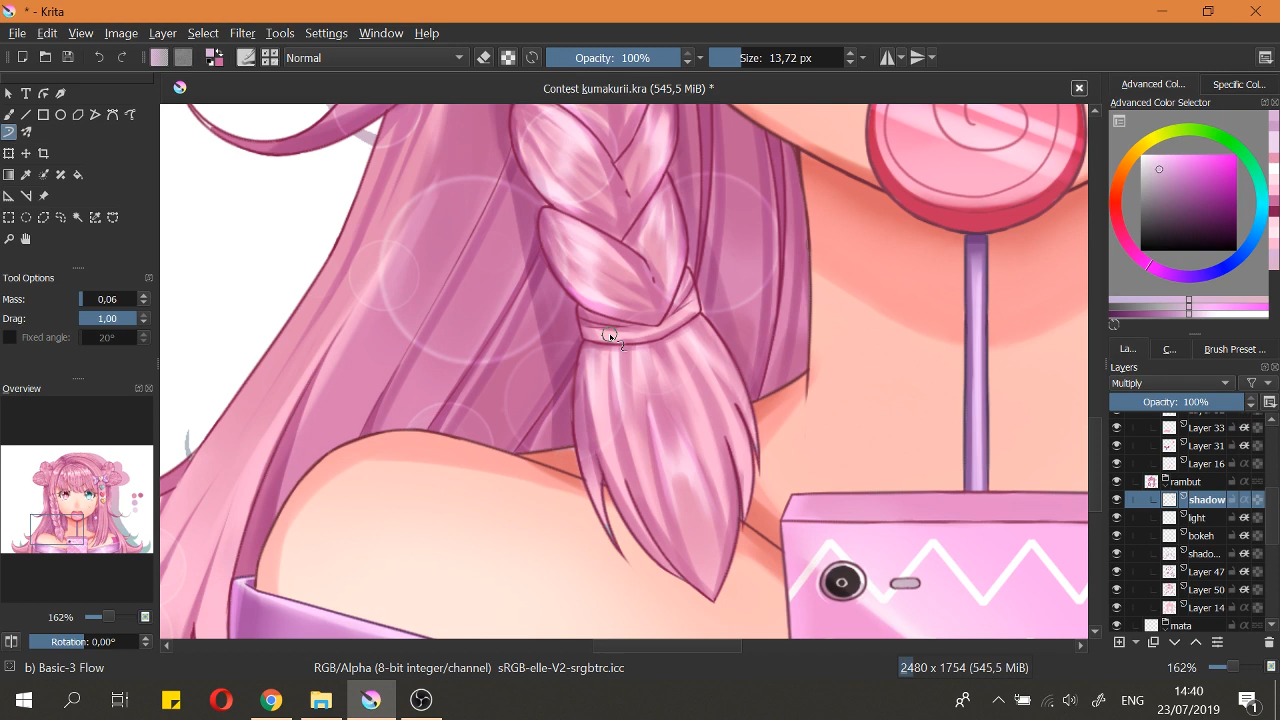 * - Krita
File Edit View Image Layer Select Filter Tools Settings Window Help
Normal Opacity: 100% Size: 13,72 px
Contest kumakurii.kra (545,5 MiB) *
Advanced Col... Specific Col...
Advanced Color Selector
Tool Options
Mass: 0,06
Drag: 1,00
Fixed angle: 20°
Overview
162%
Rotation: 0,00°
La... C... Brush Preset ...
Layers
Multiply
Opacity: 100%
Layer 33
Layer 31
Layer 16
rambut
shadow
light
bokeh
shado...
Layer 47
Layer 50
Layer 14
mata
b) Basic-3 Flow RGB/Alpha (8-bit integer/channel) sRGB-elle-V2-srgbtrc.icc 2480 x 1754 (545,5 MiB) 162%
ENG
14:40
23/07/2019
1